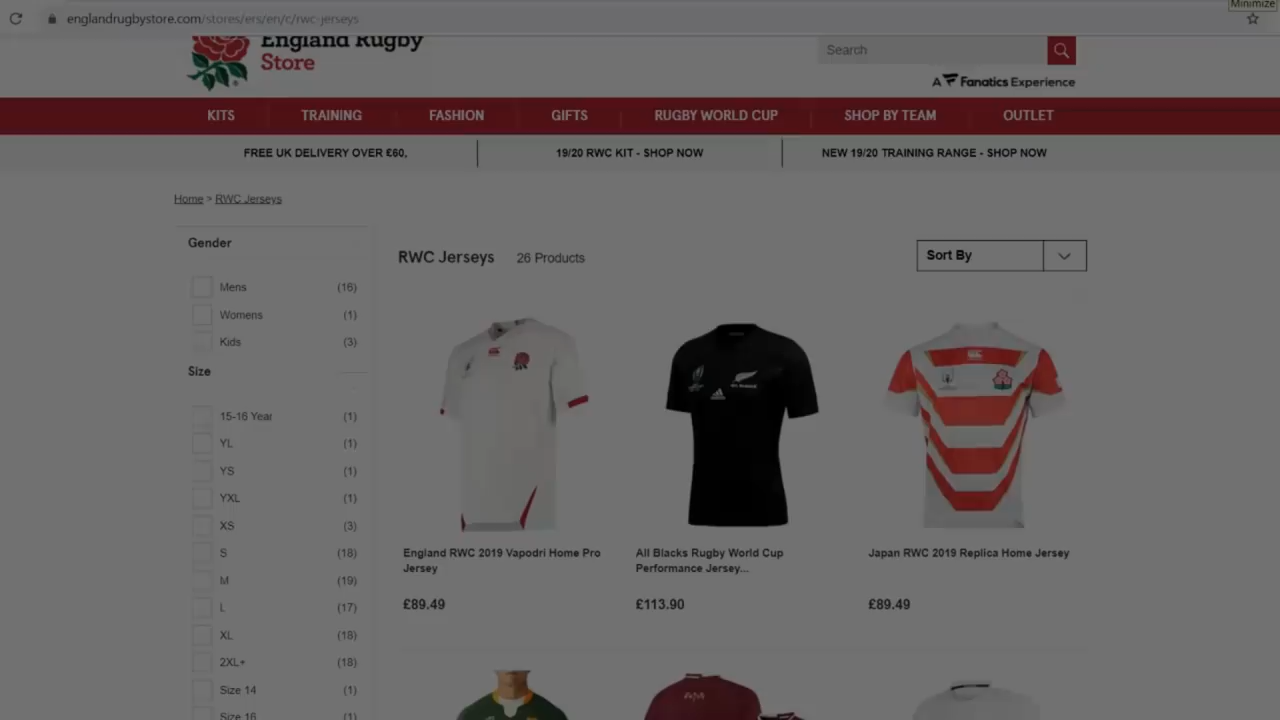 Minimize
englandrugbystore.com/stores/ers/en/c/rwc-jerseys
England Rugby
Store
Search
A Fanatics Experience
KITS
TRAINING
FASHION
GIFTS
RUGBY WORLD CUP
SHOP BY TEAM
OUTLET
FREE UK DELIVERY OVER £60,
19/20 RWC KIT - SHOP NOW
NEW 19/20 TRAINING RANGE - SHOP NOW
Home > RWC Jerseys
Gender
Mens (16)
Womens (1)
Kids (3)
Size
15-16 Year (1)
YL (1)
YS (1)
YXL (1)
XS (3)
S (18)
M (19)
L (17)
XL (18)
2XL+ (18)
Size 14 (1)
Size 16 (1)
RWC Jerseys 26 Products
Sort By
England RWC 2019 Vapodri Home Pro
Jersey
£89.49
All Blacks Rugby World Cup
Performance Jersey...
£113.90
Japan RWC 2019 Replica Home Jersey
£89.49